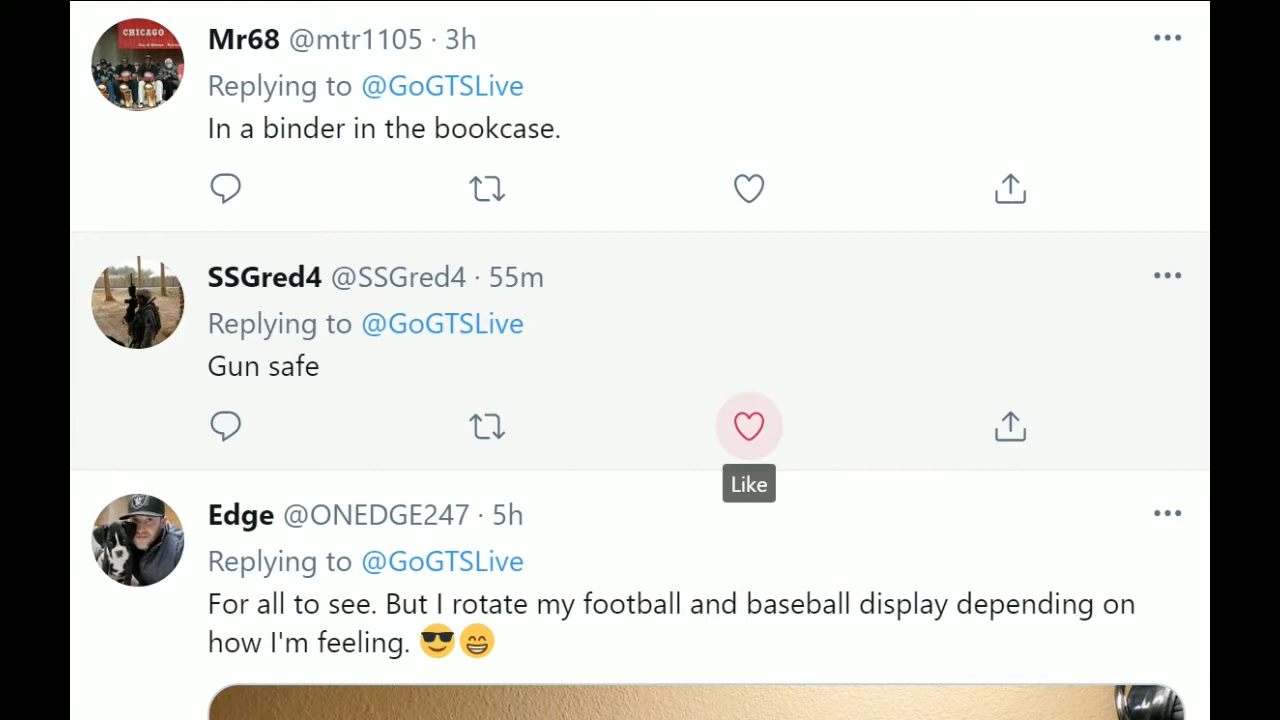 CHICAGO
Mr68 @mtr1105 · 3h
Replying to @GoGTSLive
In a binder in the bookcase.
SSGred4 @SSGred4 · 55m
Replying to @GoGTSLive
Gun safe
Like
Edge @ONEDGE247 · 5h
Replying to @GoGTSLive
For all to see. But I rotate my football and baseball display depending on
how I'm feeling. 😎😁